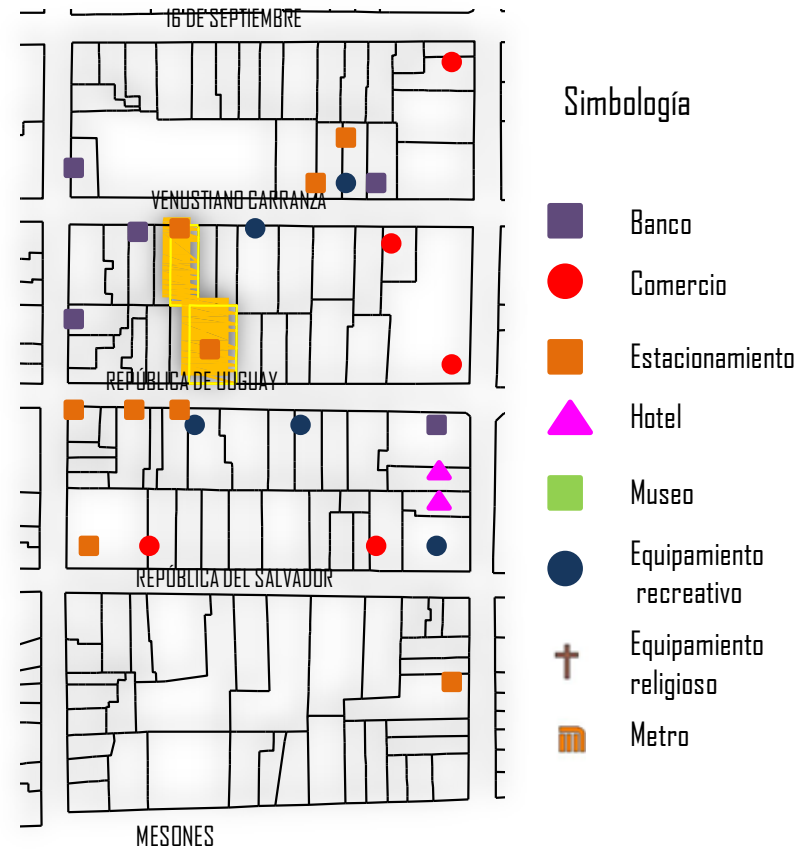 16 DE SEPTIEMBRE
VENUSTIANO CARRANZA
REPÚBLICA DE UUGUAY
REPÚBLICA DEL SALVADOR
MESONES
Simbología
Banco
Comercio
Estacionamiento
Hotel
Museo
Equipamiento
recreativo
Equipamiento
religioso
Metro